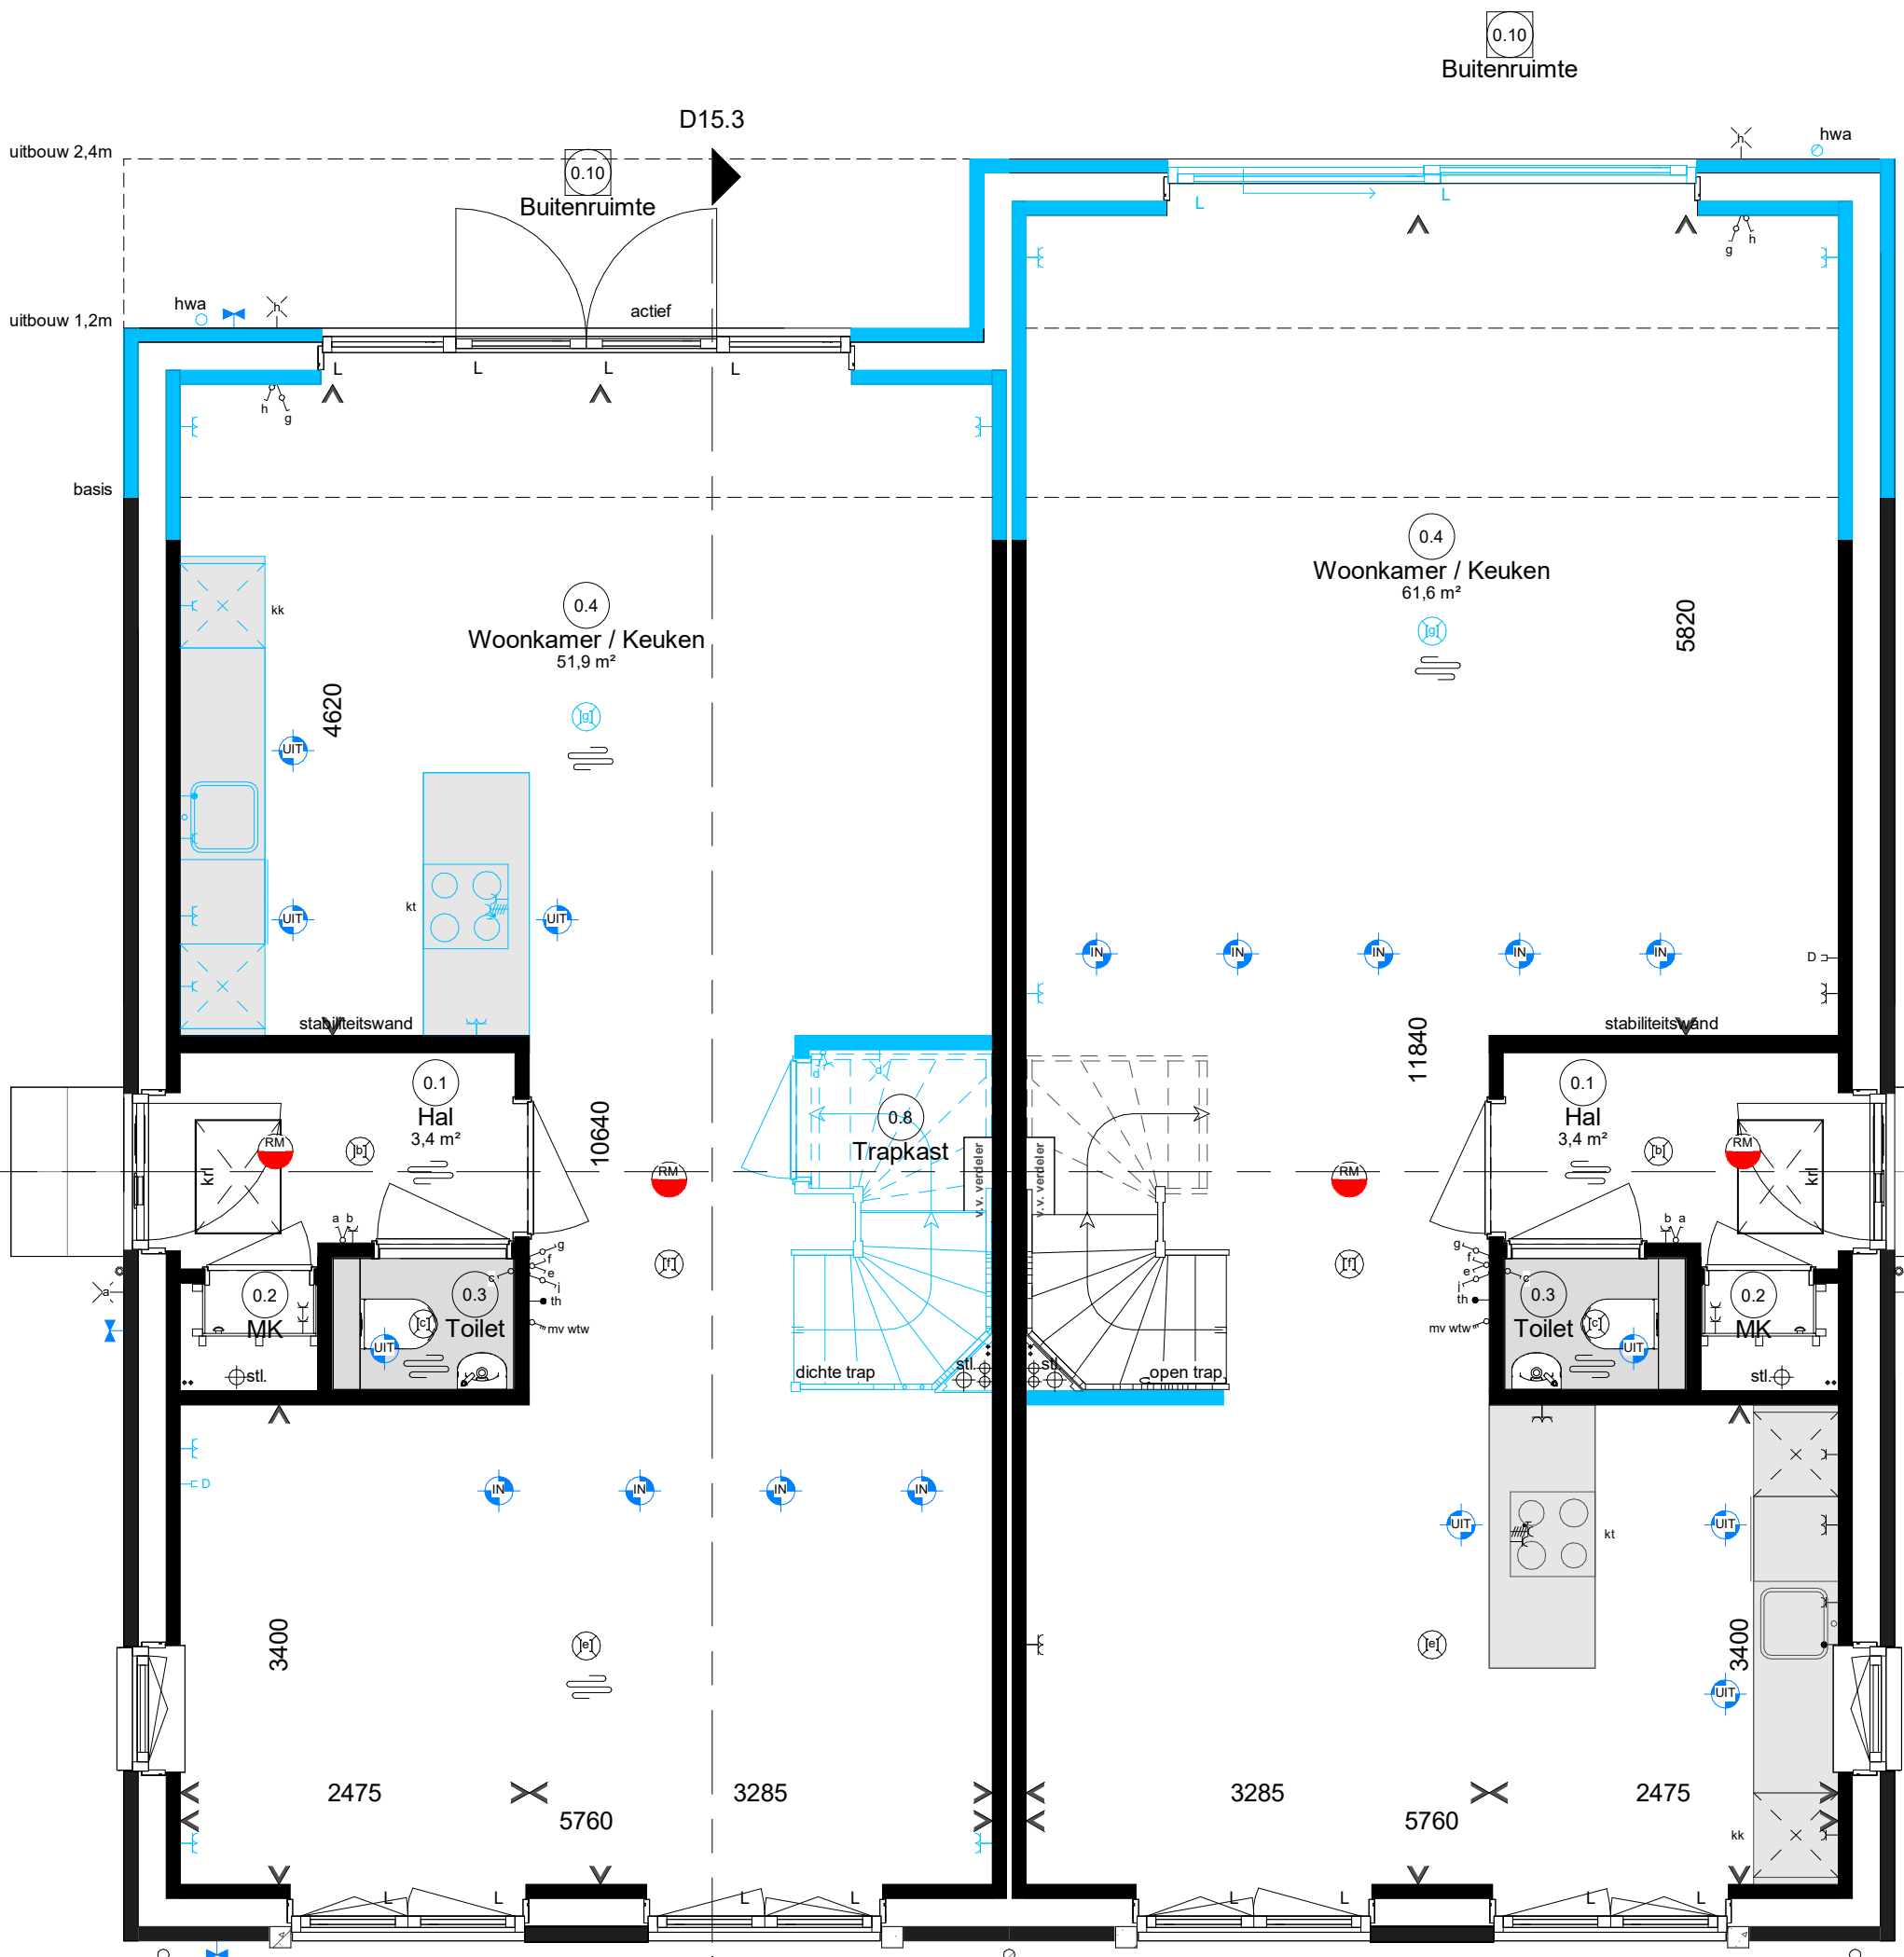 0.10
Buitenruimte
D15.3
uitbouw 2,4m
0.10
Buitenruimte
h
hwa
L
L
g
h
uitbouw 1,2m
hwa
h
actief
L
L
L
L
h
g
basis
0.4
Woonkamer / Keuken
51,9 m²
g
kk
4620
UIT
UIT
kt
UIT
0.4
Woonkamer / Keuken
61,6 m²
g
5820
IN
IN
IN
IN
IN
D
stabiliteitswand
stabiliteitswand
11840
0.1
Hal
3,4 m²
RM
b
krl
10640
RM
f
d
d
0.8
Trapkast
v.v. verdeler
v.v. verdeler
RM
f
0.1
Hal
3,4 m²
b
RM
krl
a b
g
f
e
j
c
th
mv wtw
a
0.2
MK
stl.
0.3
Toilet
c
UIT
dichte trap
stl.
stl.
open trap
b a
g
f
e
j
c
th
mv wtw
0.3
Toilet
c
UIT
0.2
MK
stl.
D
IN
IN
IN
IN
UIT
kt
UIT
UIT
3400
e
e
3400
2475
3285
5760
3285
2475
5760
kk
L
L
L
L
L
L
L
L